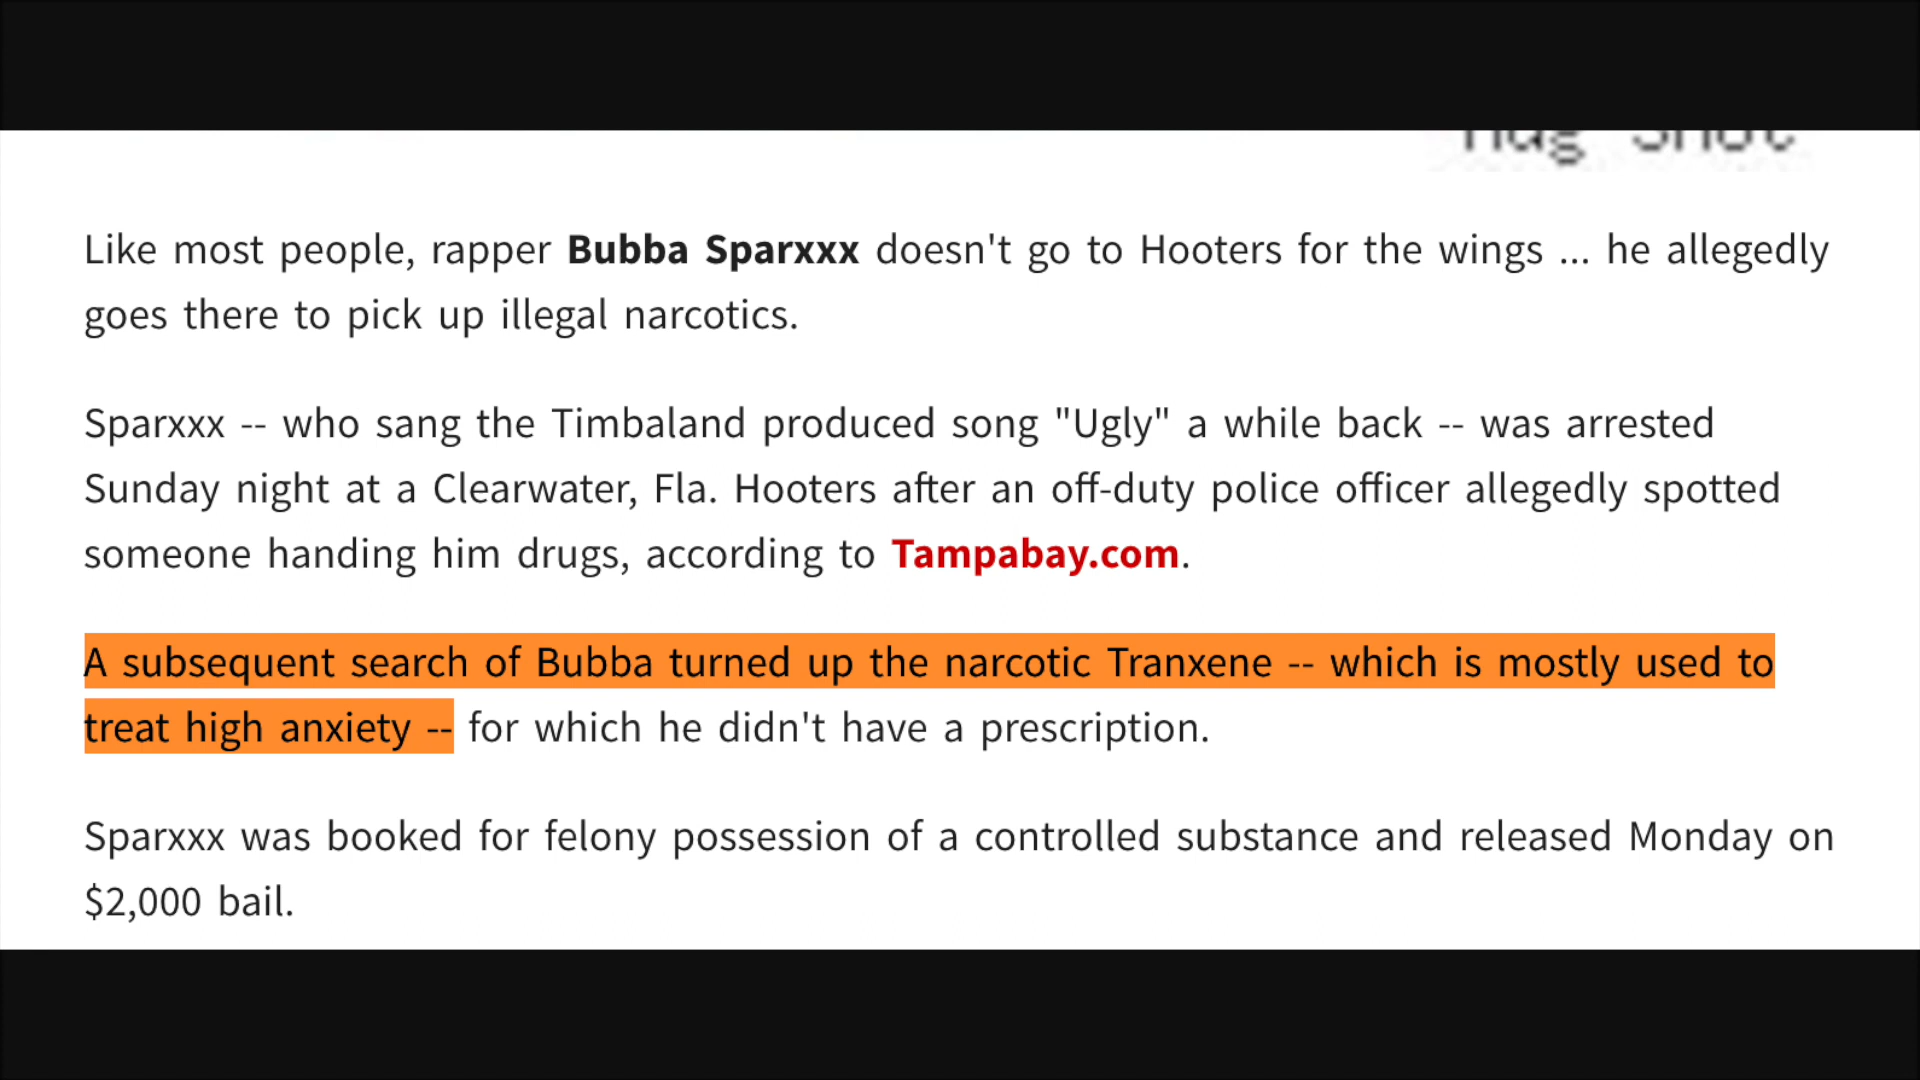 Mug Shot
Like most people, rapper Bubba Sparxxx doesn't go to Hooters for the wings ... he allegedly
goes there to pick up illegal narcotics.
Sparxxx -- who sang the Timbaland produced song "Ugly" a while back -- was arrested
Sunday night at a Clearwater, Fla. Hooters after an off-duty police officer allegedly spotted
someone handing him drugs, according to Tampabay.com.
A subsequent search of Bubba turned up the narcotic Tranxene -- which is mostly used to
treat high anxiety -- for which he didn't have a prescription.
Sparxxx was booked for felony possession of a controlled substance and released Monday on
$2,000 bail.